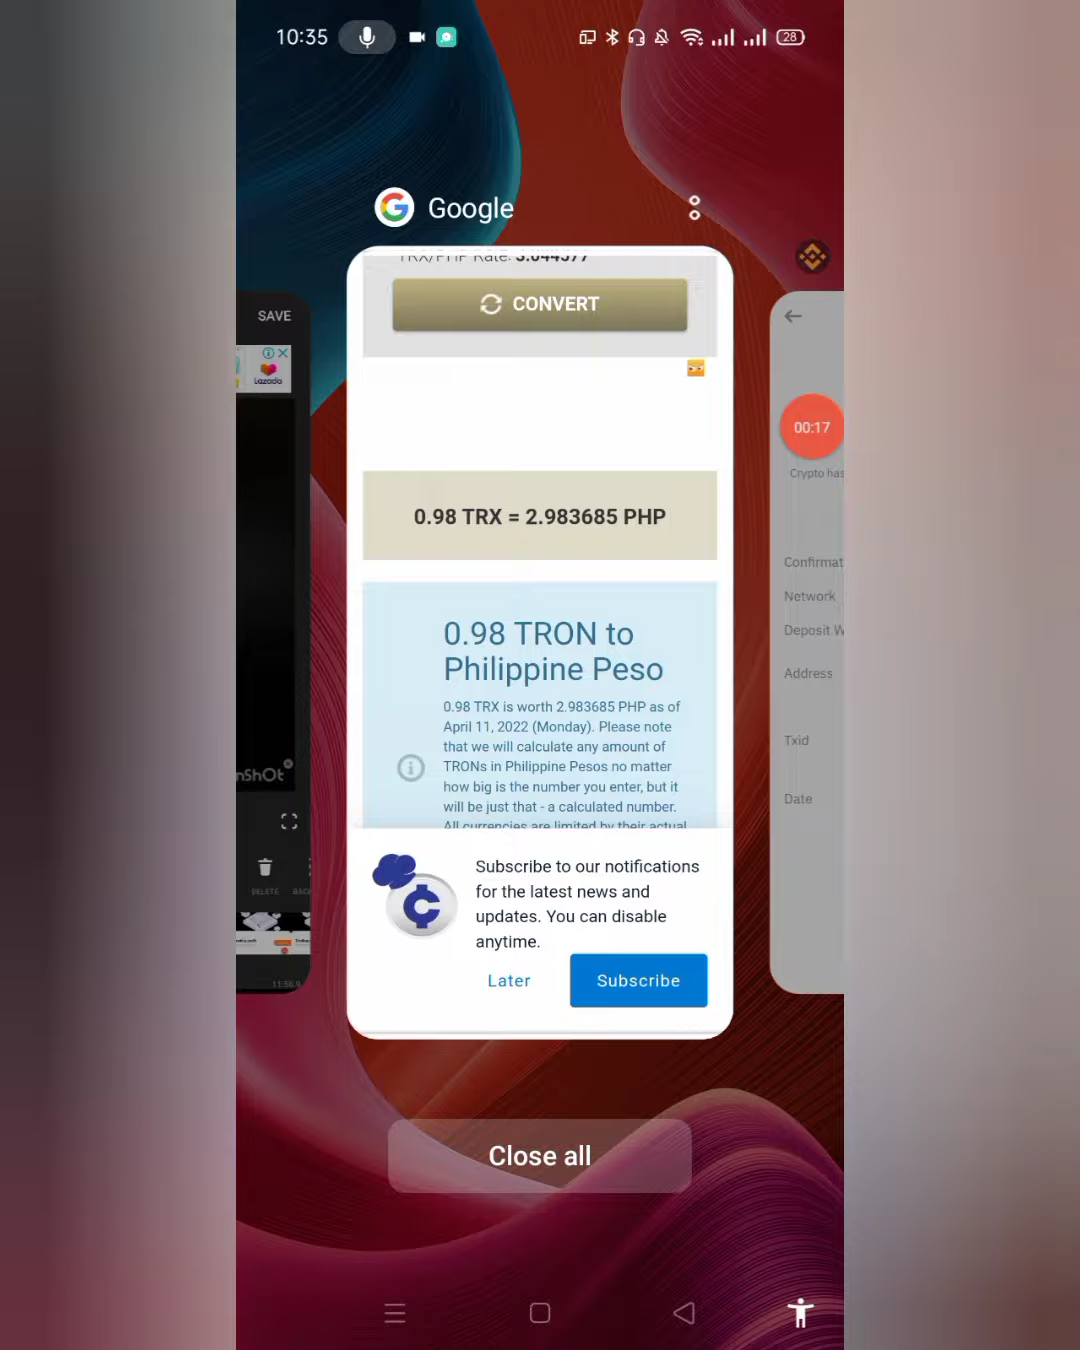 10:35
28
Google
SAVE
Lazada
TRX/PHP Rate: 3.044577
CONVERT
00:17
Crypto has
0.98 TRX = 2.983685 PHP
Confirmat
Network
Deposit W
Address
Txid
Date
0.98 TRON to
Philippine Peso
0.98 TRX is worth 2.983685 PHP as of
April 11, 2022 (Monday). Please note
that we will calculate any amount of
TRONs in Philippine Pesos no matter
how big is the number you enter, but it
will be just that - a calculated number.
All currencies are limited by their actual
nShOt
DELETE
BAC
Subscribe to our notifications
for the latest news and
updates. You can disable
anytime.
Later
Subscribe
Close all